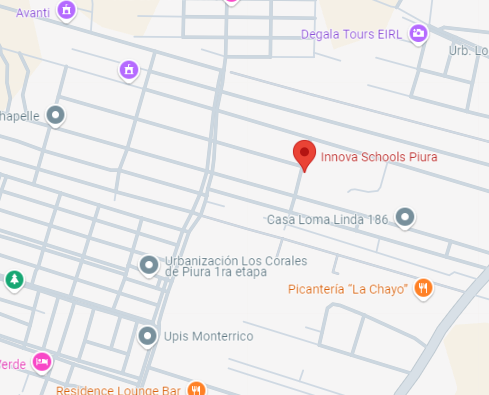 Avanti
Degala Tours EIRL
Urb. Lo
hapelle
Innova Schools Piura
Casa Loma Linda 186
Urbanización Los Corales
de Piura 1ra etapa
Picantería "La Chayo"
Upis Monterrico
Verde
Residence Lounge Bar